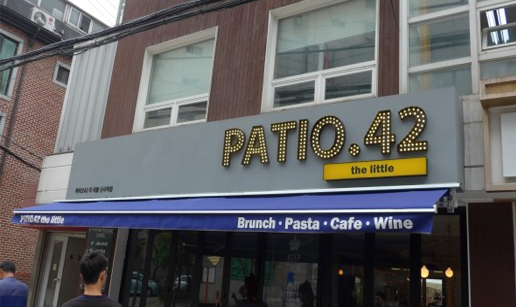 PATIO.42
the little
PATIO.42 the little
Brunch · Pasta · Cafe · Wine